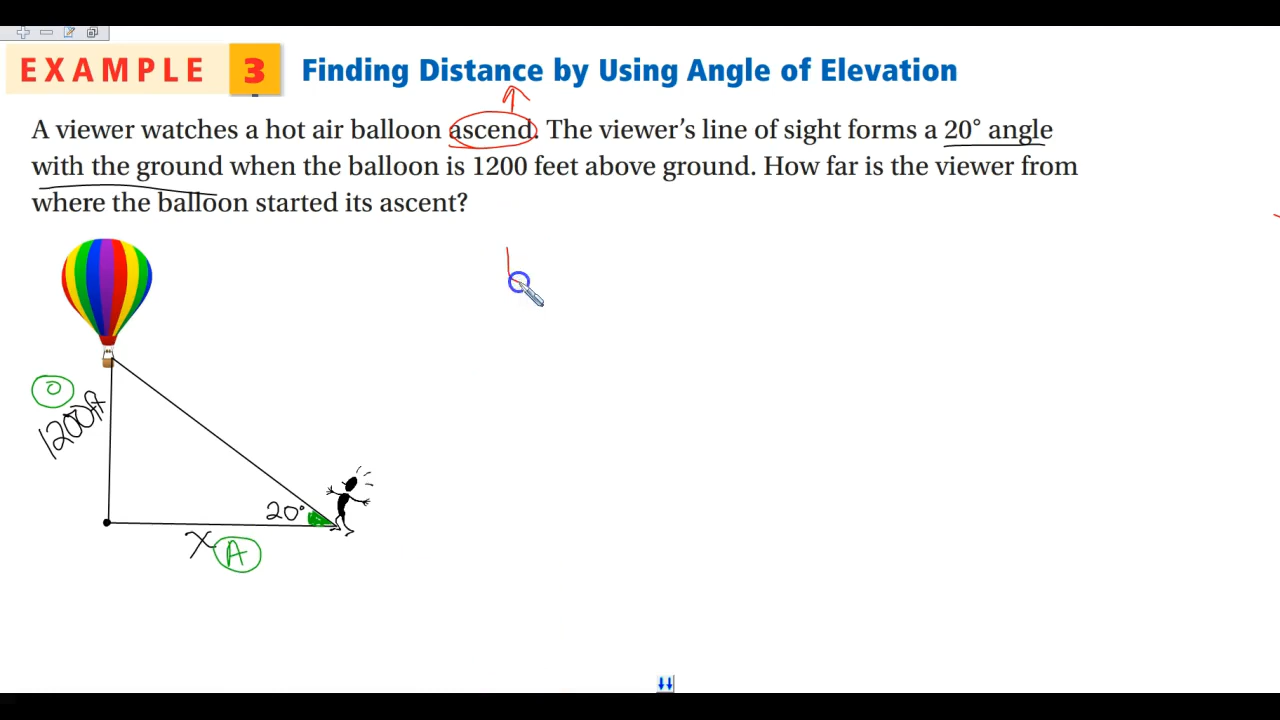 EXAMPLE 3 Finding Distance by Using Angle of Elevation
A viewer watches a hot air balloon ascend. The viewer's line of sight forms a 20° angle
with the ground when the balloon is 1200 feet above ground. How far is the viewer from
where the balloon started its ascent?
O
1200ft
20°
x A